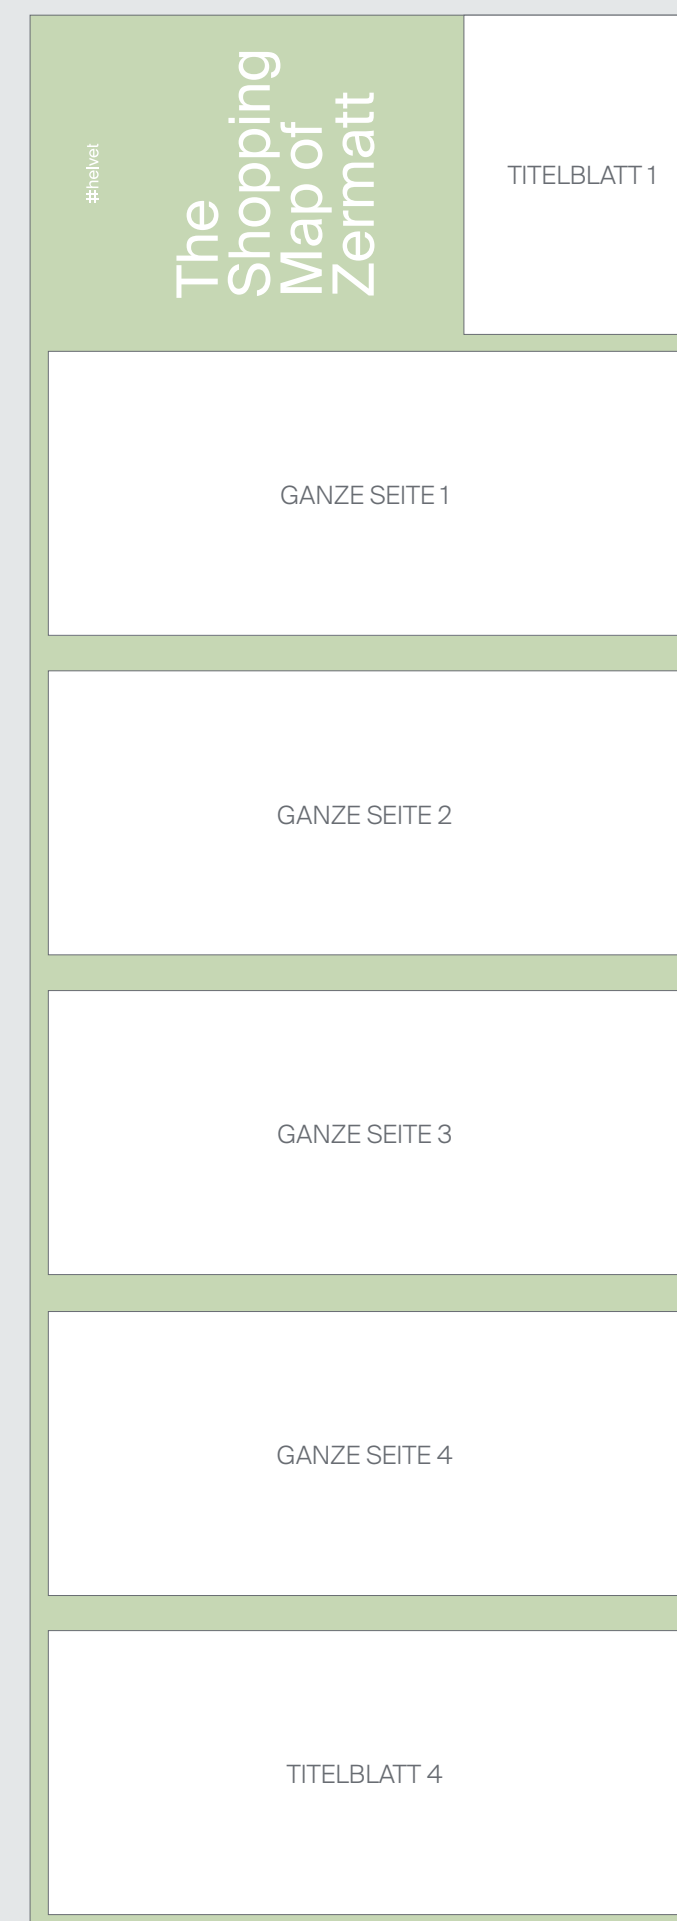 #helvet
The
Shopping
Map of
Zermatt
TITELBLATT 1
GANZE SEITE 1
GANZE SEITE 2
GANZE SEITE 3
GANZE SEITE 4
TITELBLATT 4